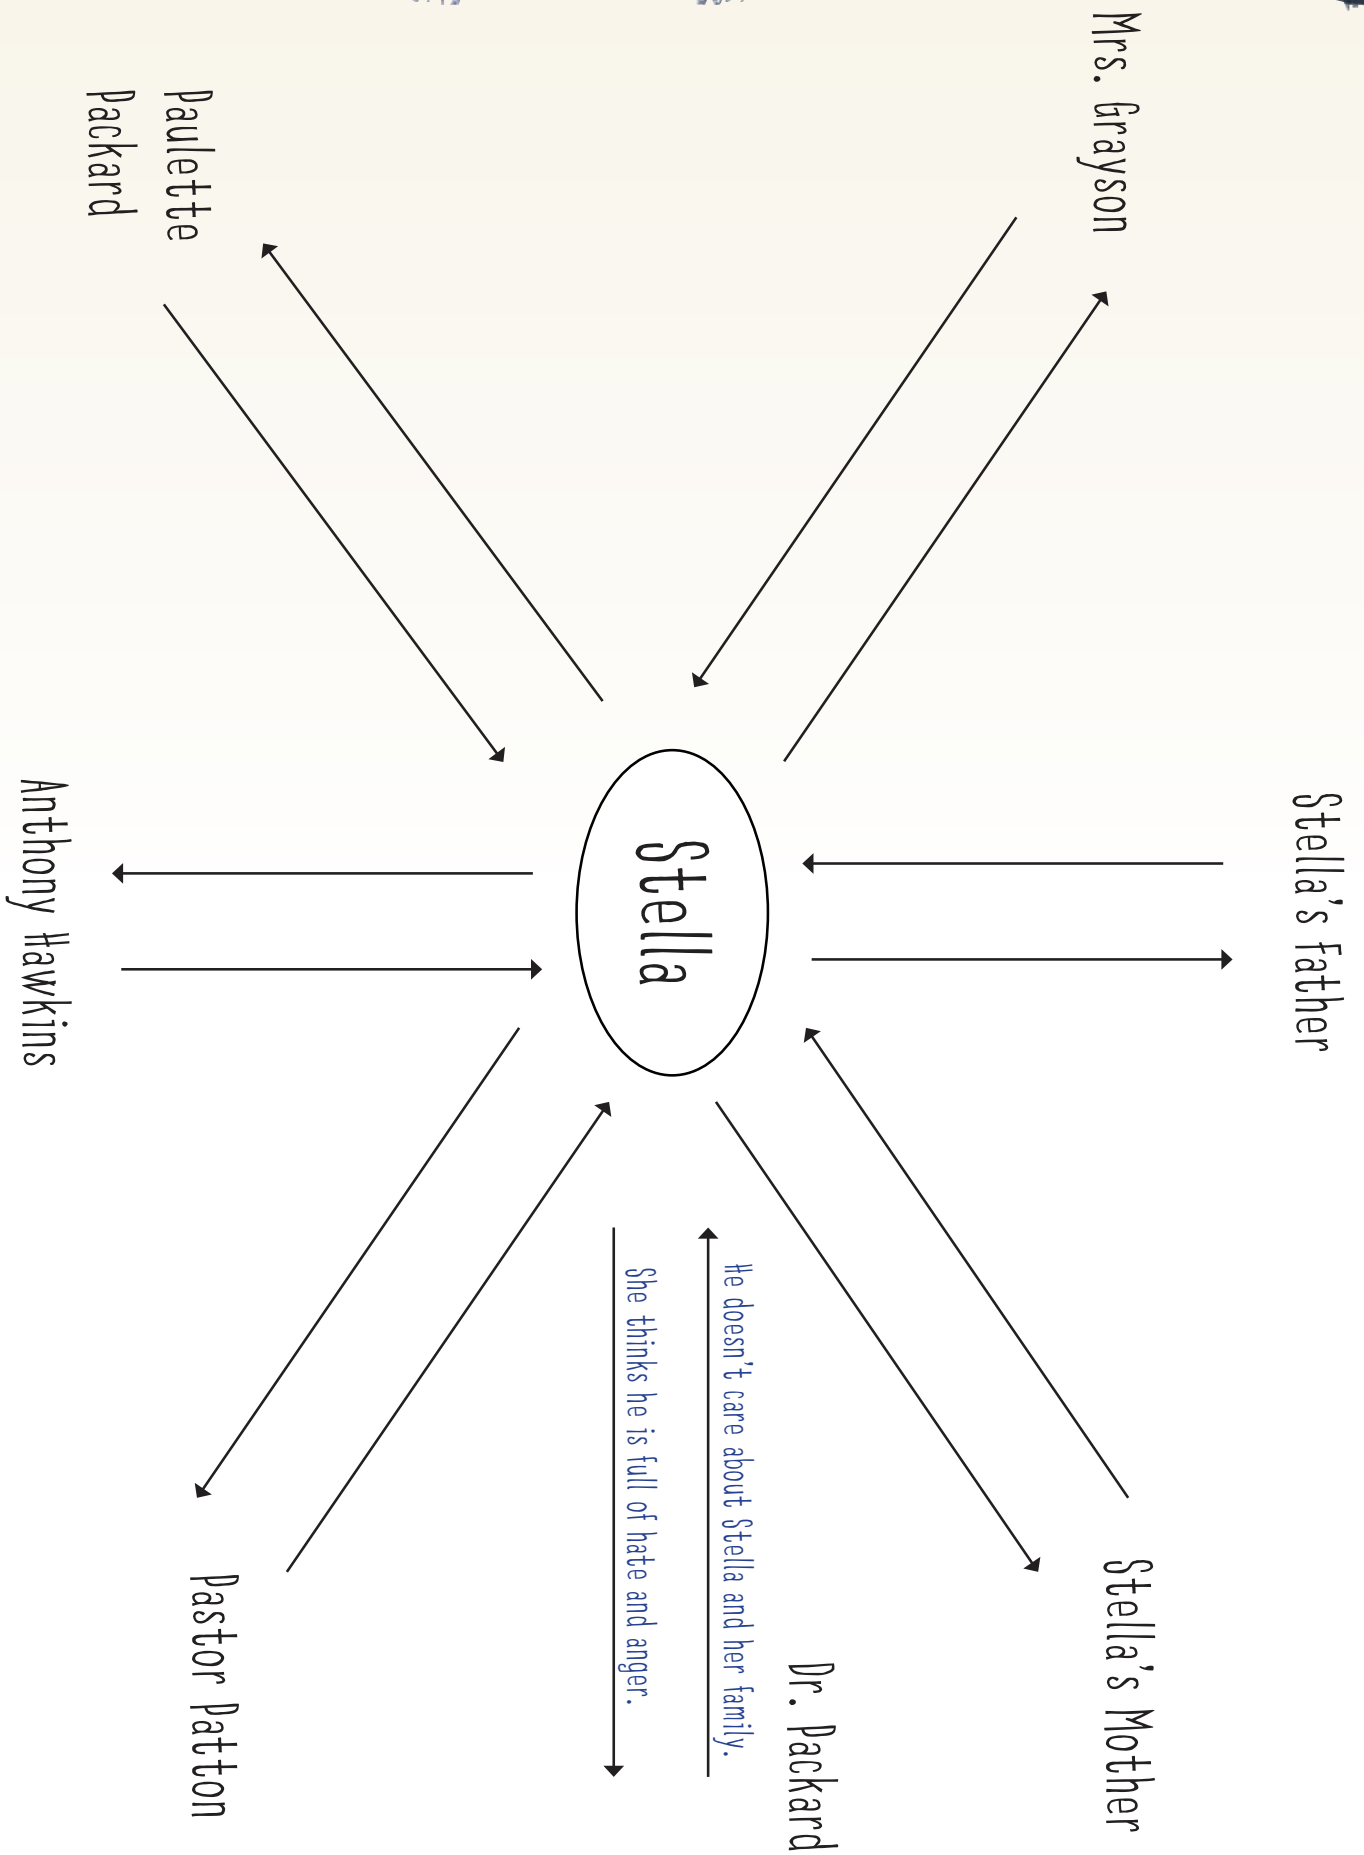 Stella's Father
Mrs. Grayson
Stella's Mother
Dr. Packard
He doesn't care about Stella and her family.
Stella
She thinks he is full of hate and anger.
Paulette
Packard
Pastor Patton
Anthony Hawkins